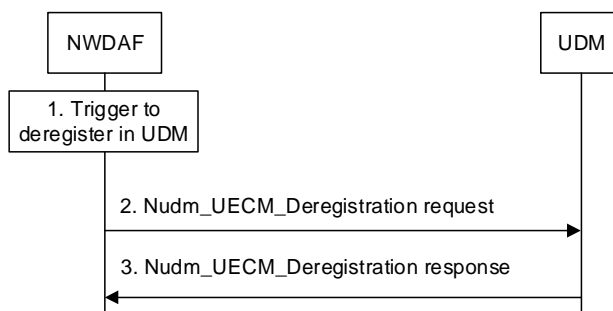 NWDAF
UDM
1. Trigger to
deregister in UDM
2. Nudm_UECM_Deregistration request
3. Nudm_UECM_Deregistration response